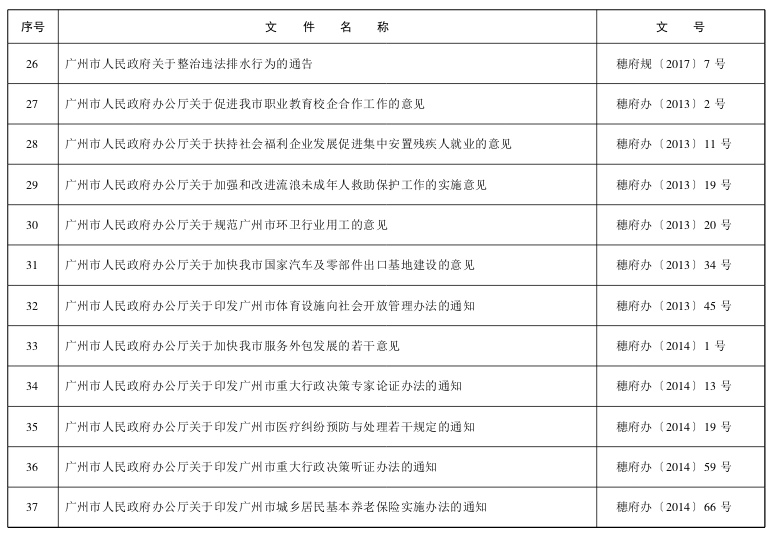 序号 文件名称 文号
26 广州市人民政府关于整治违法排水行为的通告 穗府规〔2017〕7 号
27 广州市人民政府办公厅关于促进我市职业教育校企合作工作的意见 穗府办〔2013〕2 号
28 广州市人民政府办公厅关于扶持社会福利企业发展促进集中安置残疾人就业的意见 穗府办〔2013〕11 号
29 广州市人民政府办公厅关于加强和改进流浪未成年人救助保护工作的实施意见 穗府办〔2013〕19 号
30 广州市人民政府办公厅关于规范广州市环卫行业用工的意见 穗府办〔2013〕20 号
31 广州市人民政府办公厅关于加快我市国家汽车及零部件出口基地建设的意见 穗府办〔2013〕34 号
32 广州市人民政府办公厅关于印发广州市体育设施向社会开放管理办法的通知 穗府办〔2013〕45 号
33 广州市人民政府办公厅关于加快我市服务外包发展的若干意见 穗府办〔2014〕1 号
34 广州市人民政府办公厅关于印发广州市重大行政决策专家论证办法的通知 穗府办〔2014〕13 号
35 广州市人民政府办公厅关于印发广州市医疗纠纷预防与处理若干规定的通知 穗府办〔2014〕19 号
36 广州市人民政府办公厅关于印发广州市重大行政决策听证办法的通知 穗府办〔2014〕59 号
37 广州市人民政府办公厅关于印发广州市城乡居民基本养老保险实施办法的通知 穗府办〔2014〕66 号